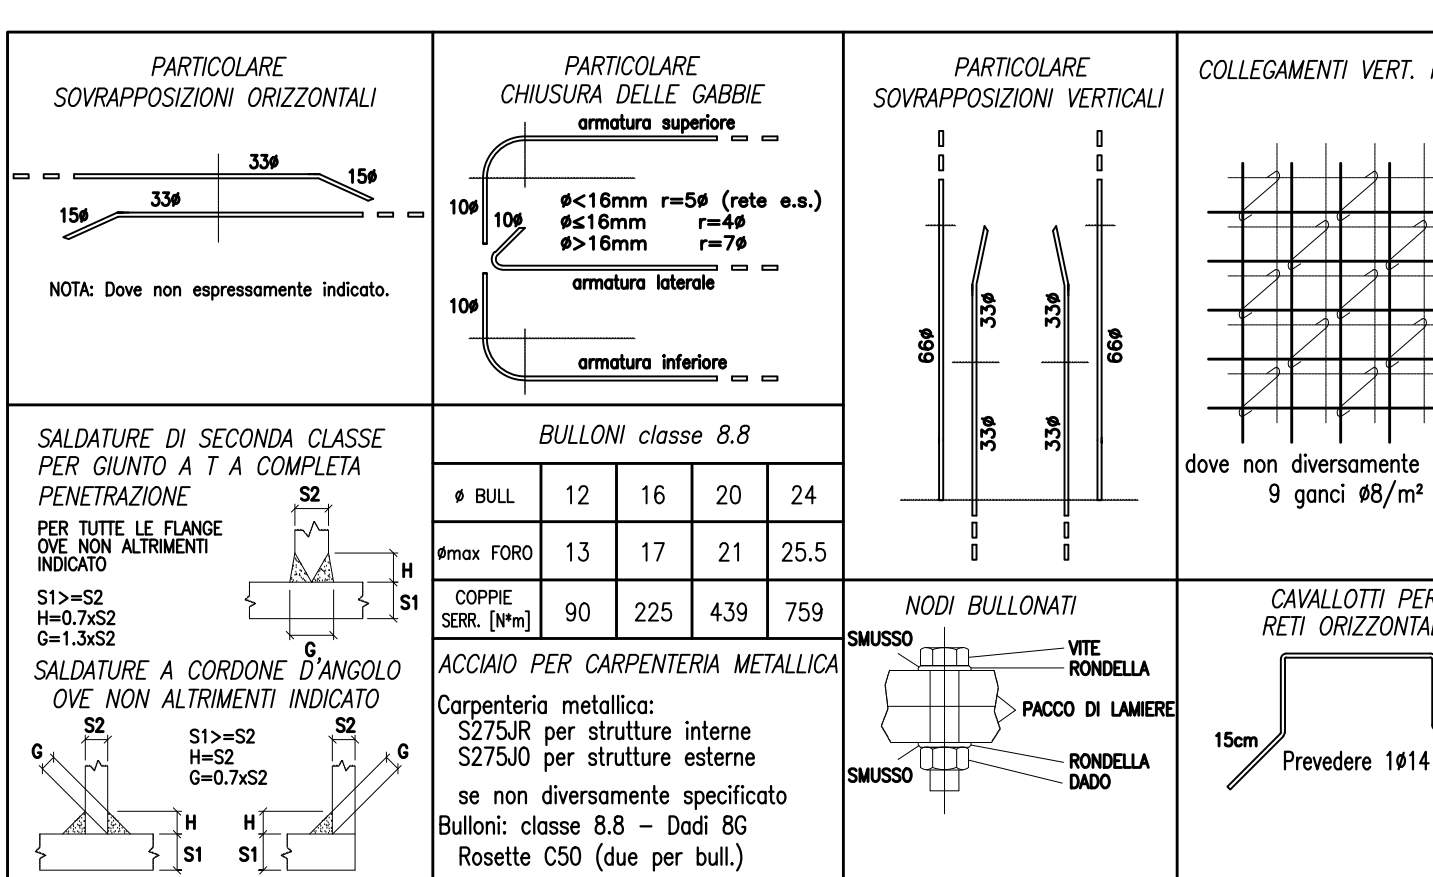 PARTICOLARE
SOVRAPPOSIZIONI ORIZZONTALI
33ø
15ø
33ø
15ø
NOTA: Dove non espressamente indicato.
PARTICOLARE
CHIUSURA DELLE GABBIE
armatura superiore
10ø
10ø
ø<16mm r=5ø (rete e.s.)
ø≤16mm r=4ø
ø>16mm r=7ø
armatura laterale
10ø
armatura inferiore
PARTICOLARE
SOVRAPPOSIZIONI VERTICALI
33ø
33ø
66ø
66ø
33ø
33ø
COLLEGAMENTI VERT.
dove non diversamente
9 ganci ø8/m²
SALDATURE DI SECONDA CLASSE
PER GIUNTO A T A COMPLETA
PENETRAZIONE
S2
PER TUTTE LE FLANGE
OVE NON ALTRIMENTI
INDICATO
H
S1>=S2
S1
H=0.7xS2
G=1.3xS2
G
SALDATURE A CORDONE D'ANGOLO
OVE NON ALTRIMENTI INDICATO
S2
S2
S1>=S2
G
H=S2
G
G=0.7xS2
H
H
S1
S1
BULLONI classe 8.8
ø BULL 12 16 20 24
ømax FORO 13 17 21 25.5
COPPIE
SERR. [N*m] 90 225 439 759
ACCIAIO PER CARPENTERIA METALLICA
Carpenteria metallica:
S275JR per strutture interne
S275J0 per strutture esterne
se non diversamente specificato
Bulloni: classe 8.8 – Dadi 8G
Rosette C50 (due per bull.)
NODI BULLONATI
SMUSSO
VITE
RONDELLA
PACCO DI LAMIERE
RONDELLA
SMUSSO
DADO
CAVALLOTTI PER
RETI ORIZZONTA
15cm
Prevedere 1ø14